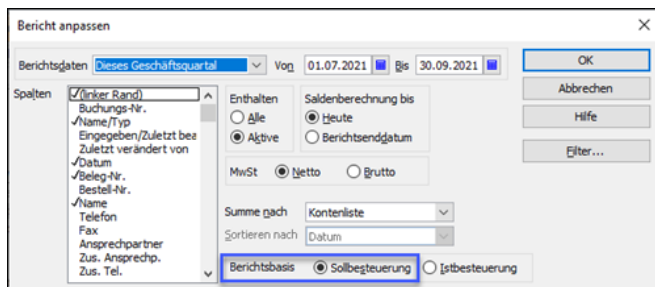 Bericht anpassen
Berichtsdaten Dieses Geschäftsquartal Von 01.07.2021 Bis 30.09.2021 OK
Spalten (linker Rand) Enthalten Saldenberechnung bis Abbrechen
Buchungs-Nr. Alle Heute Hilfe
Name/Typ
Eingegeben/Zuletzt bea Aktive Berichtsenddatum
Zuletzt verändert von Filter...
Datum MwSt Netto Brutto
Beleg-Nr.
Bestell-Nr.
Name Summe nach Kontenliste
Telefon
Fax Sortieren nach Datum
Ansprechpartner
Zus. Ansprechp. Berichtsbasis Sollbesteuerung Istbesteuerung
Zus. Tel.